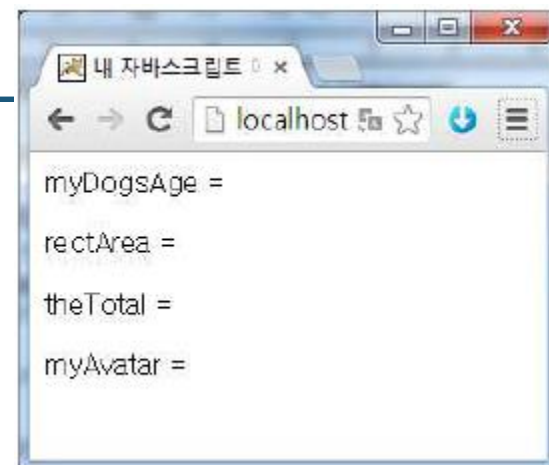 내 자바스크립트
localhost
myDogsAge =
rectArea =
theTotal =
myAvatar =